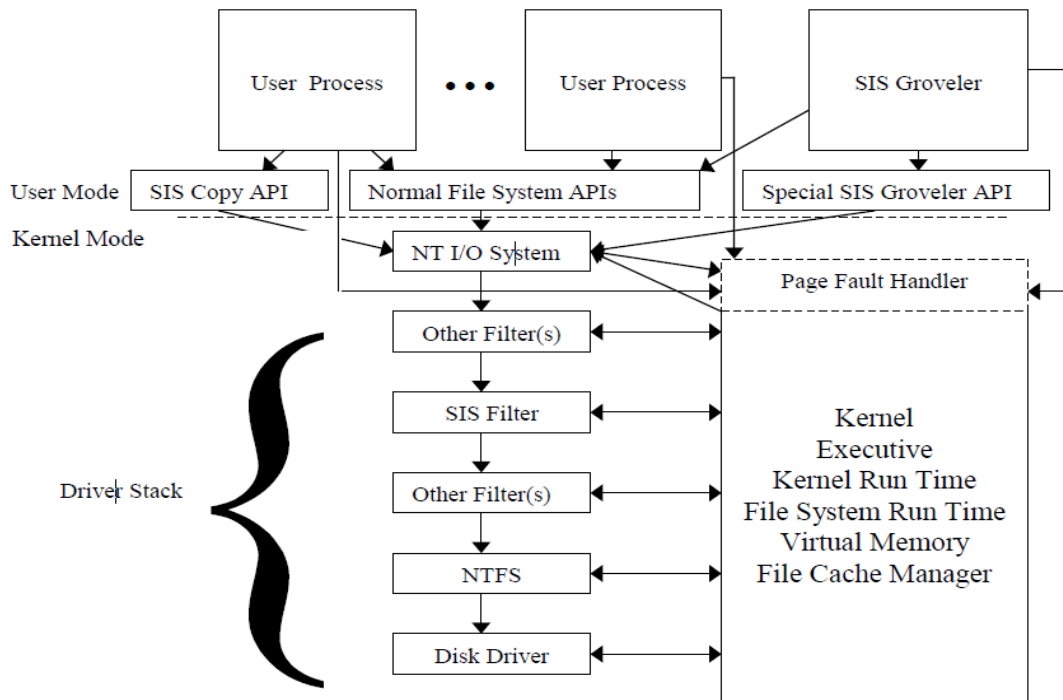 User Process
• • •
User Process
SIS Groveler
User Mode
SIS Copy API
Normal File System APIs
Special SIS Groveler API
Kernel Mode
NT I/O System
Page Fault Handler
Other Filter(s)
SIS Filter
Other Filter(s)
NTFS
Disk Driver
Driver Stack
Kernel
Executive
Kernel Run Time
File System Run Time
Virtual Memory
File Cache Manager